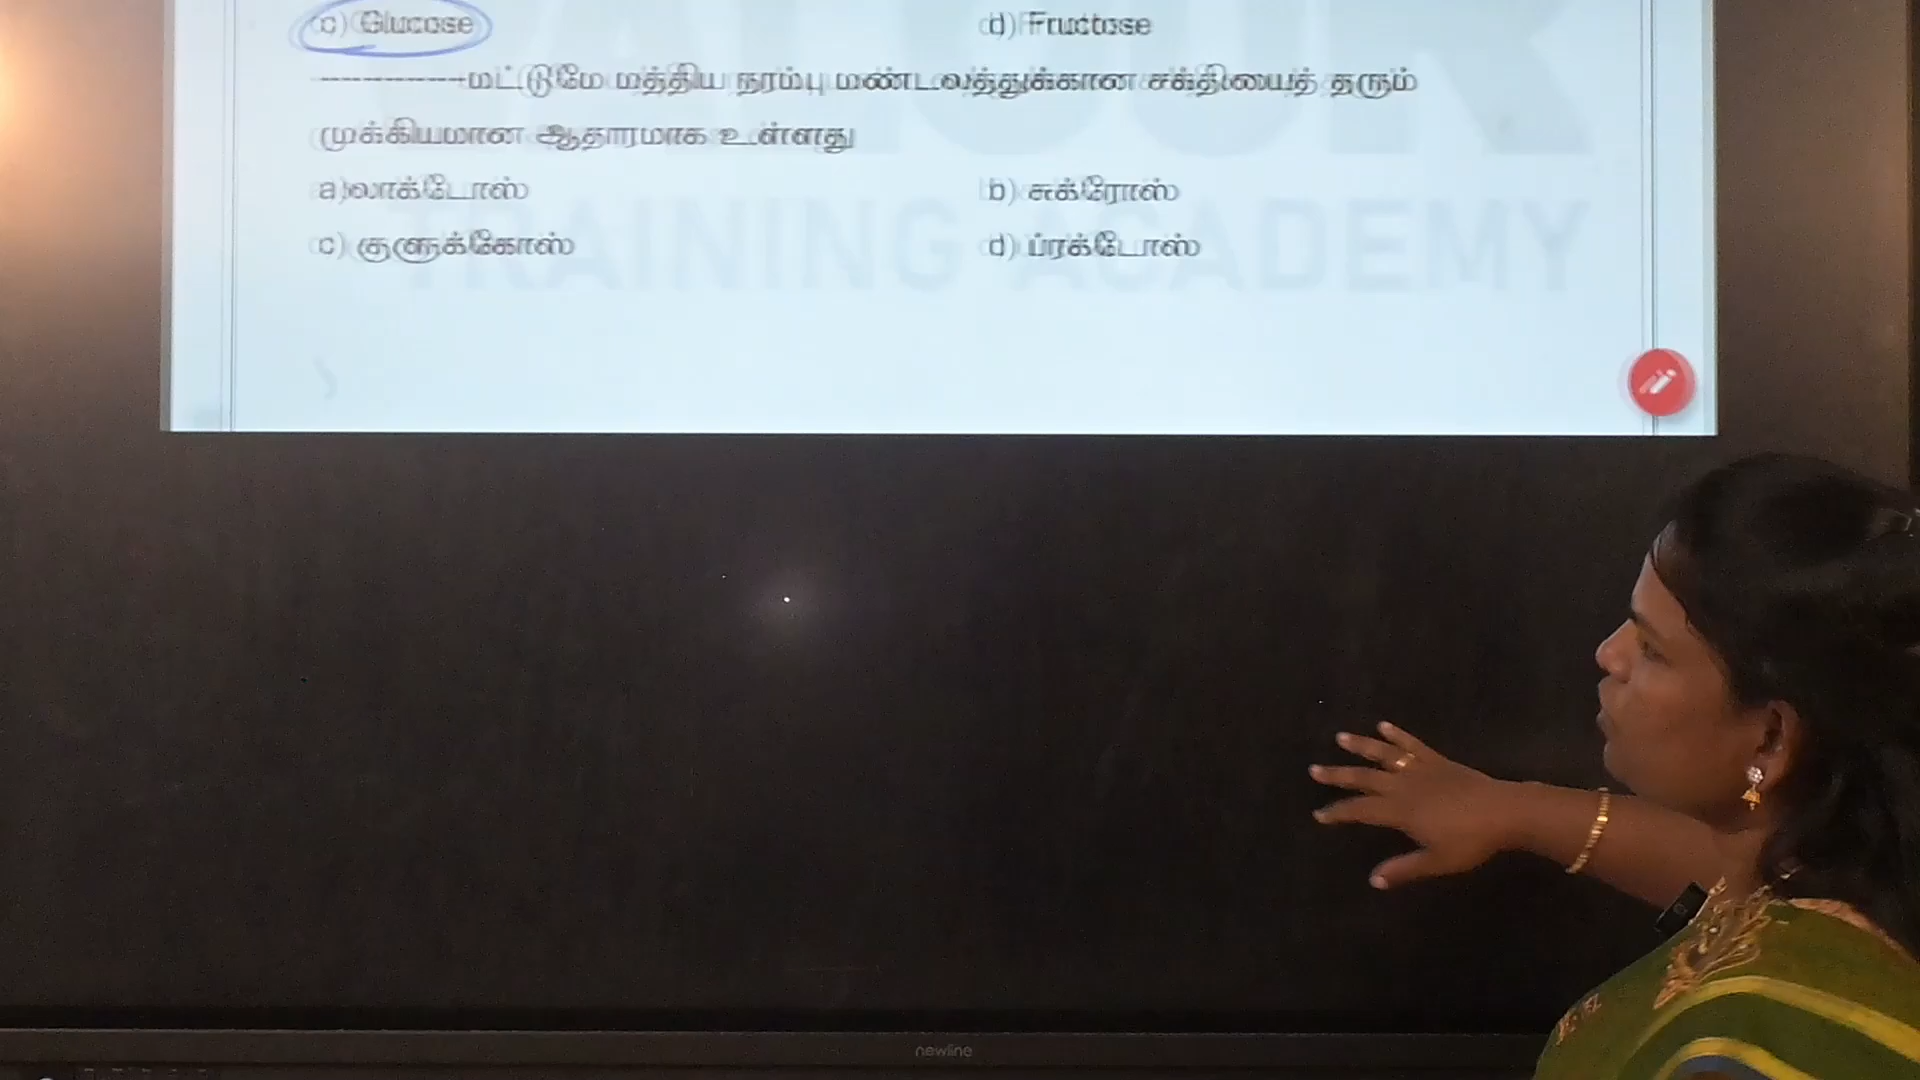 c) Glucose d) Fructose
--------------மட்டுமே மத்திய நரம்பு மண்டலத்துக்கான சக்தியைத் தரும்
முக்கியமான ஆதாரமாக உள்ளது
a)லாக்டோஸ் b) சுக்ரோஸ்
c) குளுக்கோஸ் d) ப்ரக்டோஸ்
TRAINING ACADEMY
newline